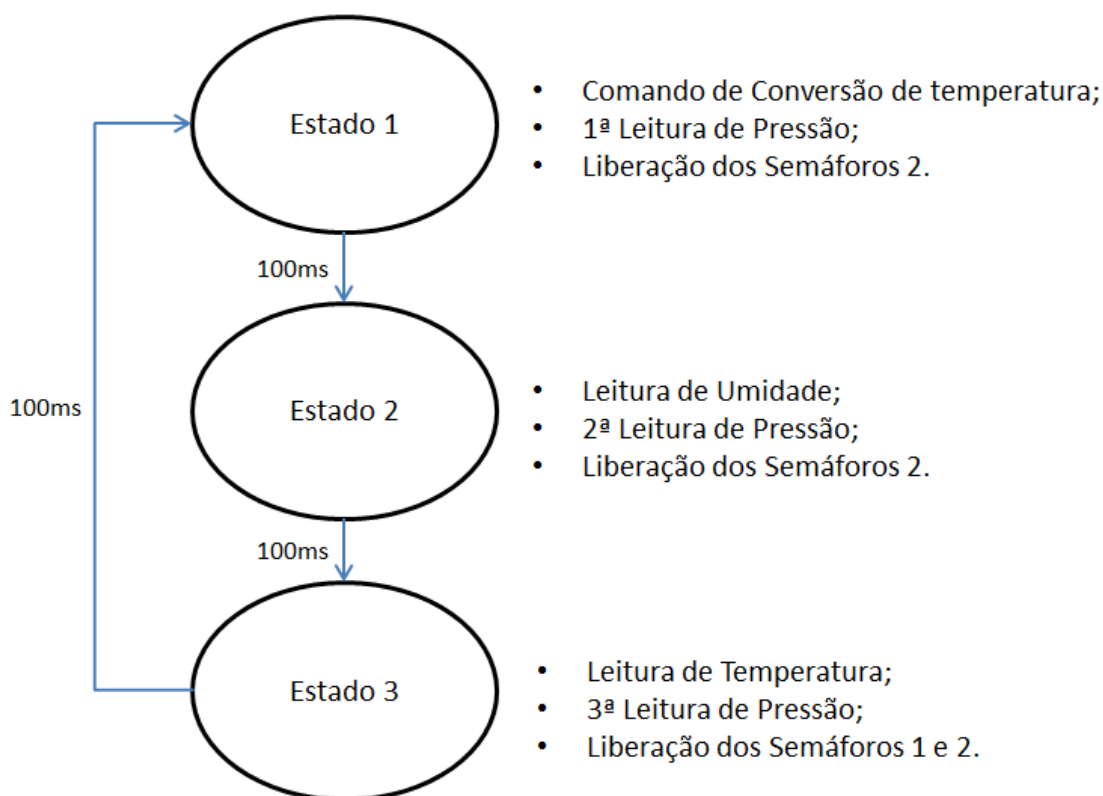 Estado 1
• Comando de Conversão de temperatura;
• 1ª Leitura de Pressão;
• Liberação dos Semáforos 2.
100ms
Estado 2
• Leitura de Umidade;
• 2ª Leitura de Pressão;
• Liberação dos Semáforos 2.
100ms
100ms
Estado 3
• Leitura de Temperatura;
• 3ª Leitura de Pressão;
• Liberação dos Semáforos 1 e 2.